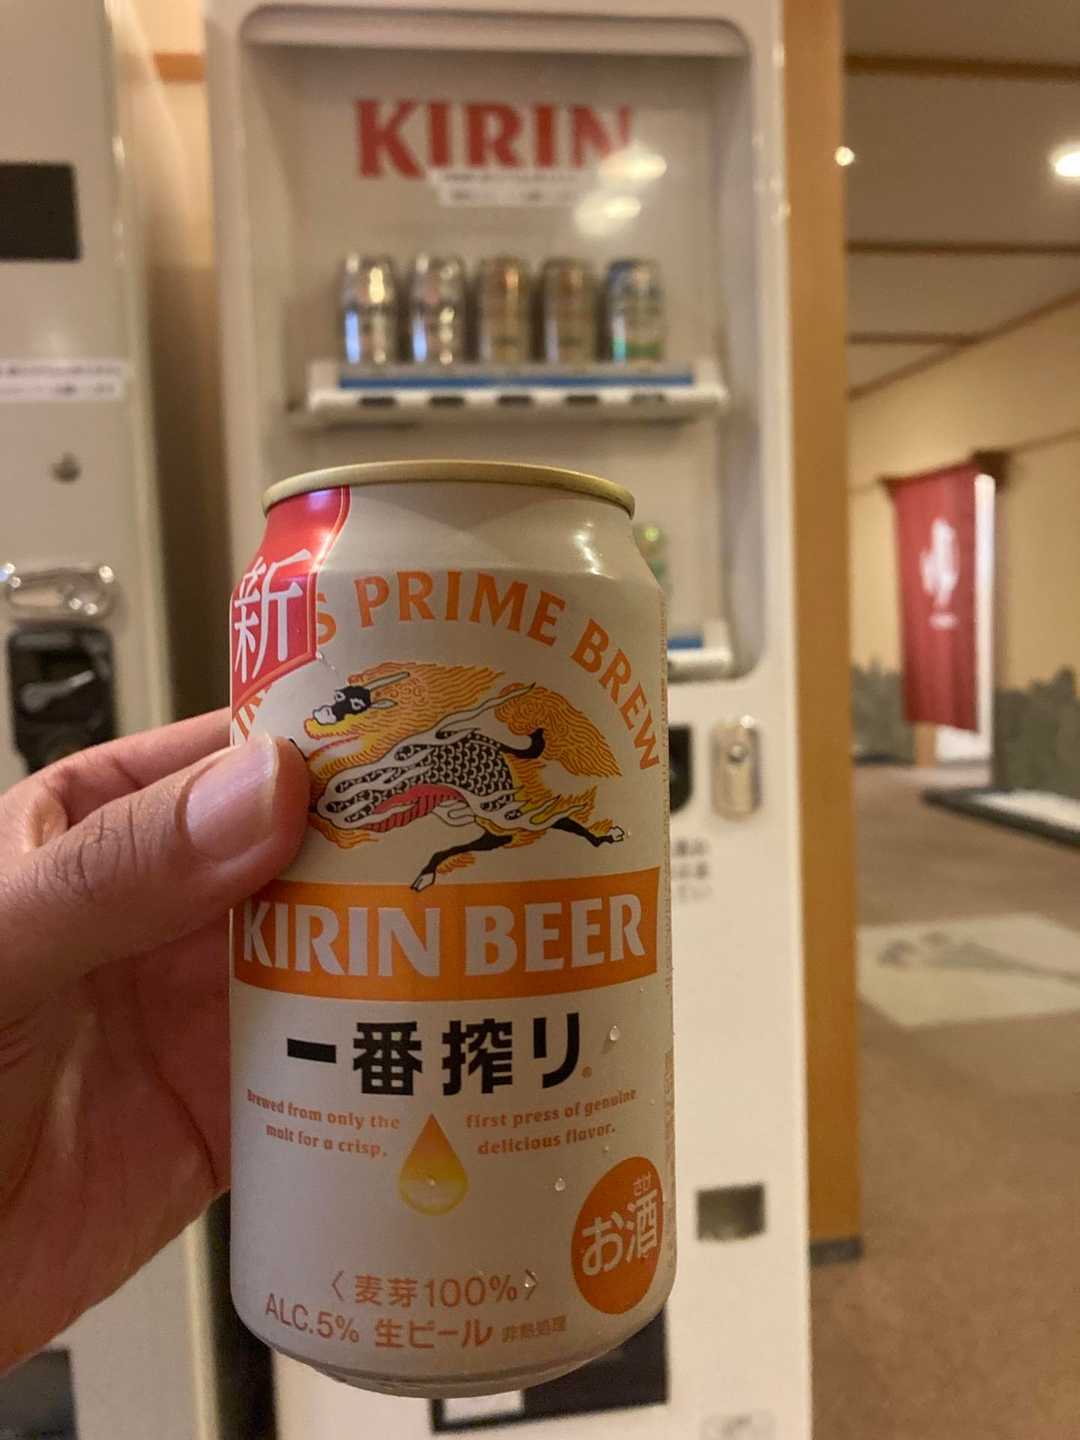 KIRIN
新
KIRIN'S PRIME BREW
KIRIN BEER
一番搾り®
Brewed from only the first press of genuine
malt for a crisp, delicious flavor.
さけ
お酒
〈麦芽100%〉
ALC.5% 生ビール 非熱処理